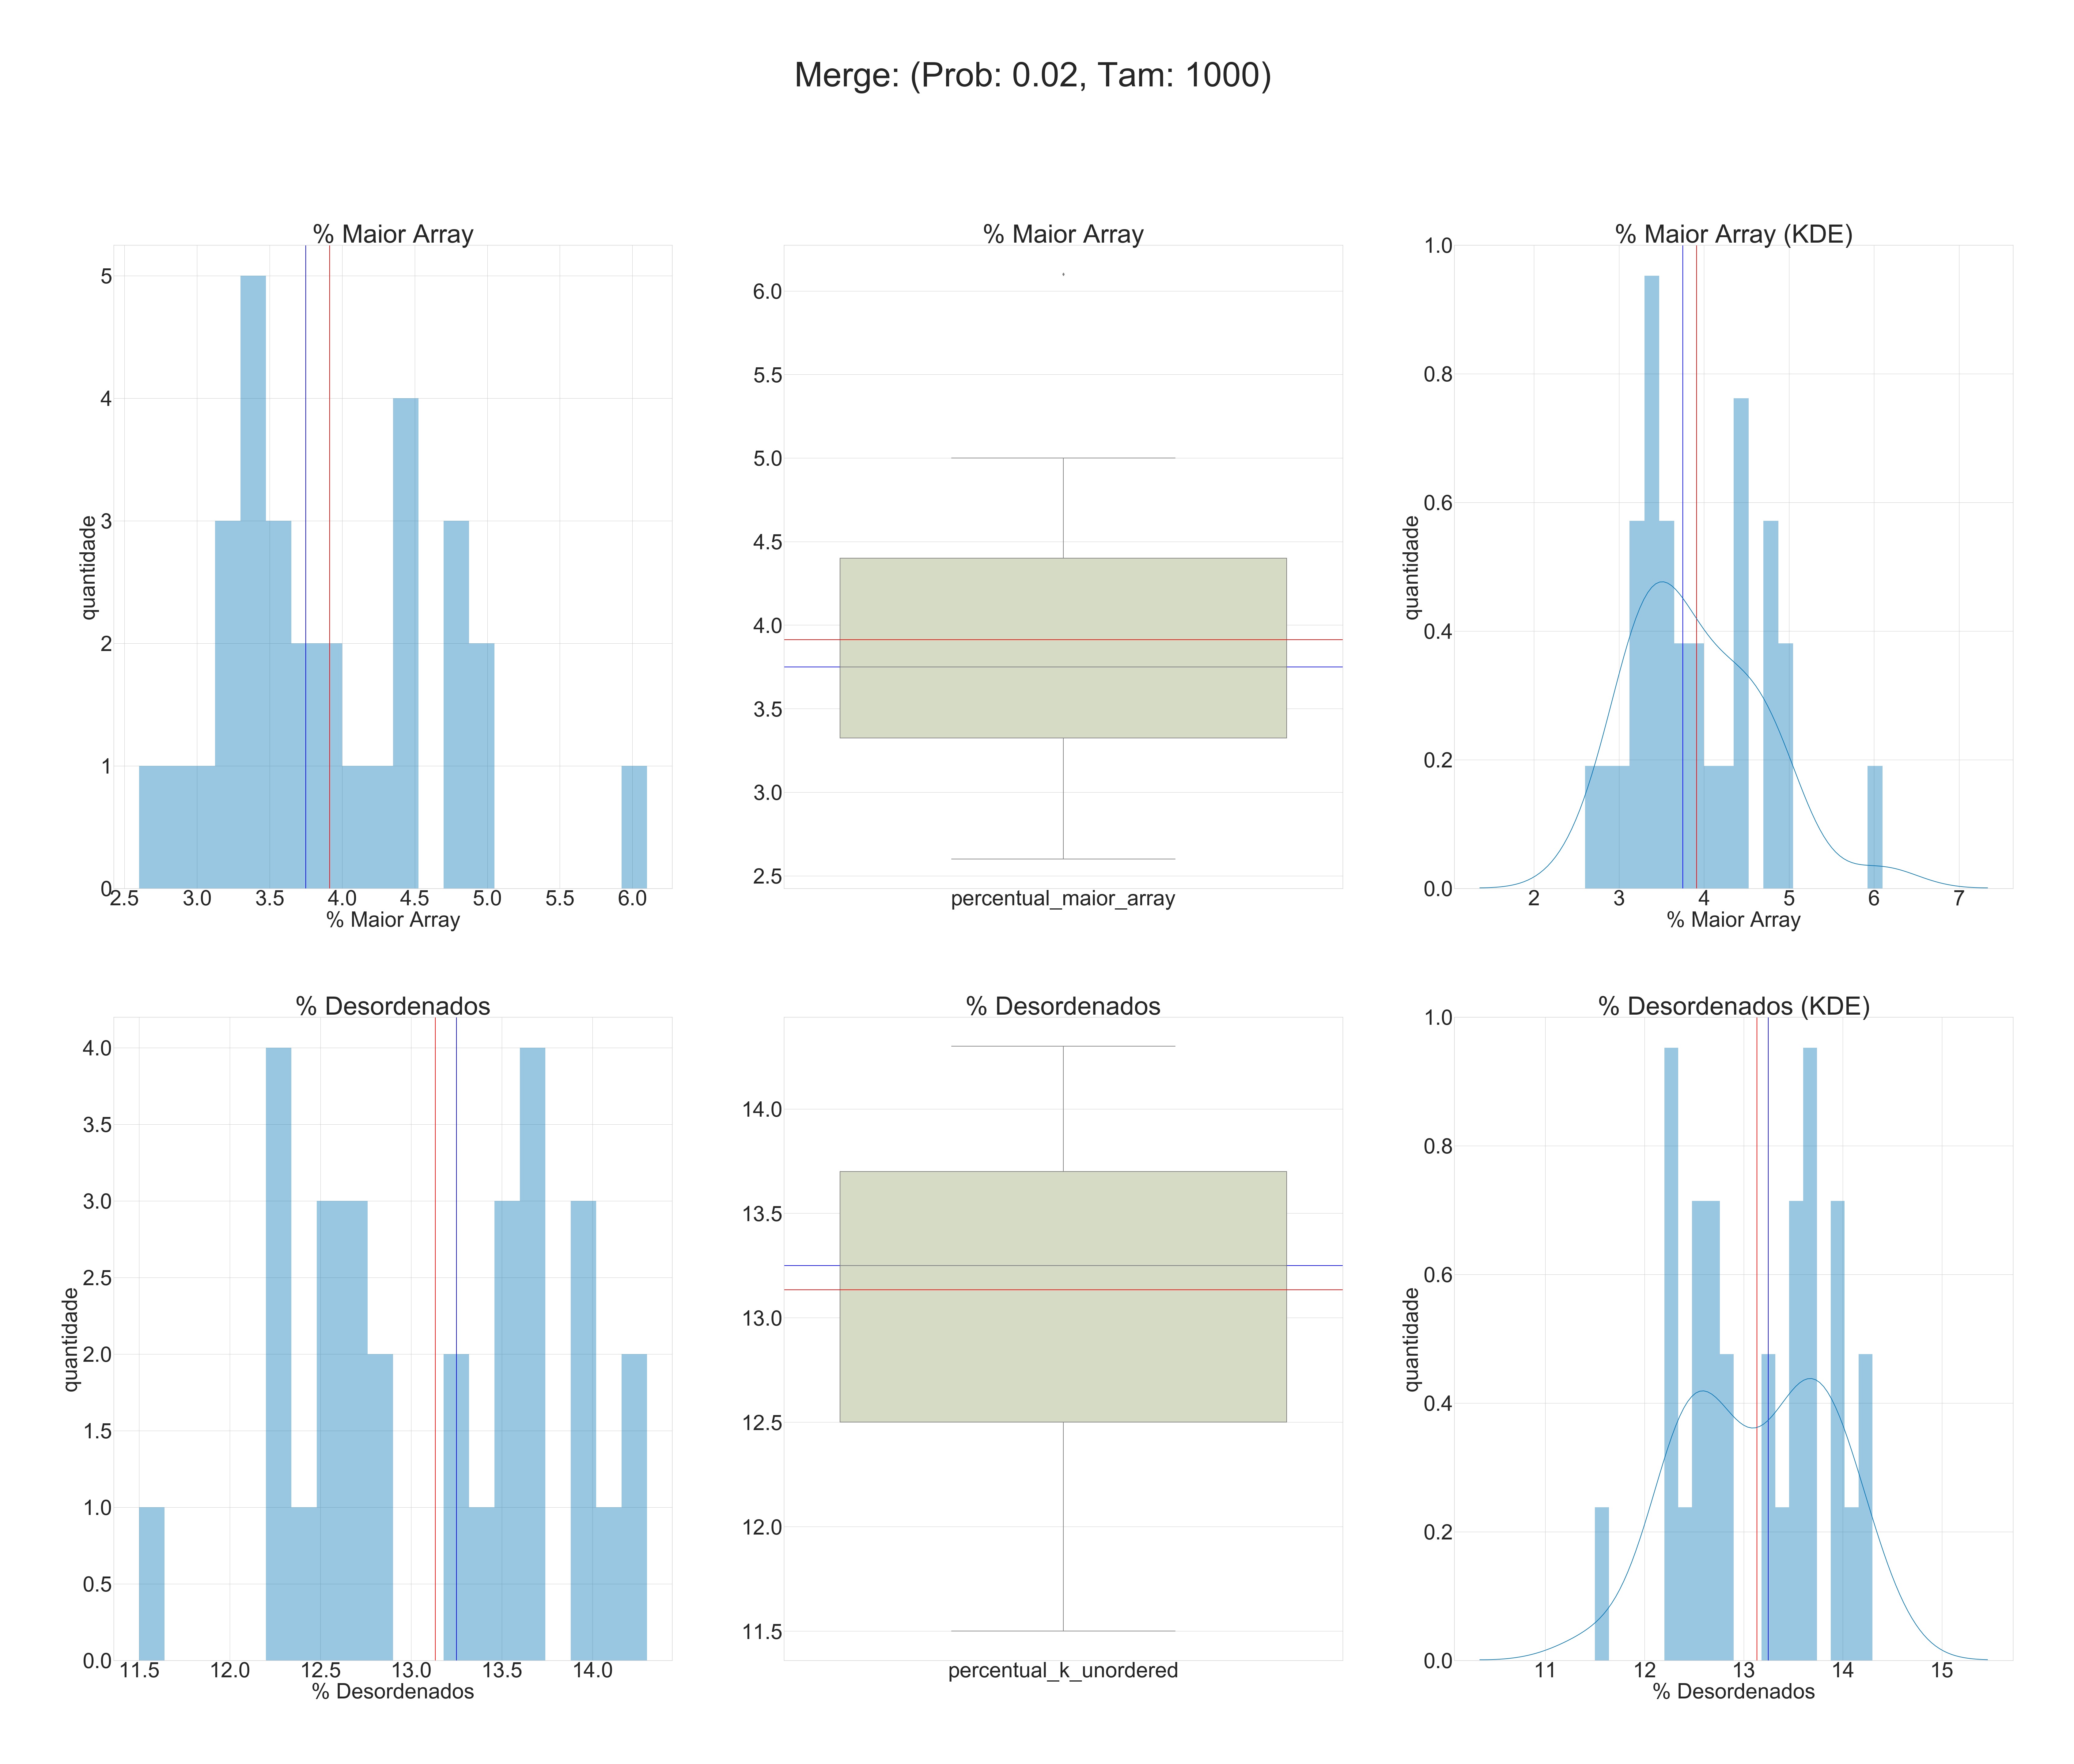 Merge: (Prob: 0.02, Tam: 1000)
% Maior Array
5
4
3
2
1
0
quantidade
2.5 3.0 3.5 4.0 4.5 5.0 5.5 6.0
% Maior Array
% Maior Array
6.0
5.5
5.0
4.5
4.0
3.5
3.0
2.5
percentual_maior_array
% Maior Array (KDE)
1.0
0.8
0.6
0.4
0.2
0.0
quantidade
2 3 4 5 6 7
% Maior Array
% Desordenados
4.0
3.5
3.0
2.5
2.0
1.5
1.0
0.5
0.0
quantidade
11.5 12.0 12.5 13.0 13.5 14.0
% Desordenados
% Desordenados
14.0
13.5
13.0
12.5
12.0
11.5
percentual_k_unordered
% Desordenados (KDE)
1.0
0.8
0.6
0.4
0.2
0.0
quantidade
11 12 13 14 15
% Desordenados